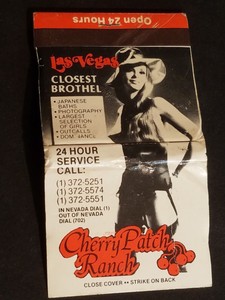 Open 24 Hours
Las Vegas
CLOSEST
BROTHEL
• JAPANESE
BATHS
• PHOTOGRAPHY
• LARGEST
SELECTION
OF GIRLS
• OUTCALLS
• DOM. DANCE
24 HOUR
SERVICE
CALL:
(1) 372-5251
(1) 372-5574
(1) 372-5551
IN NEVADA DIAL (1)
OUT OF NEVADA
DIAL (702)
Cherry Patch
Ranch
CLOSE COVER •• STRIKE ON BACK